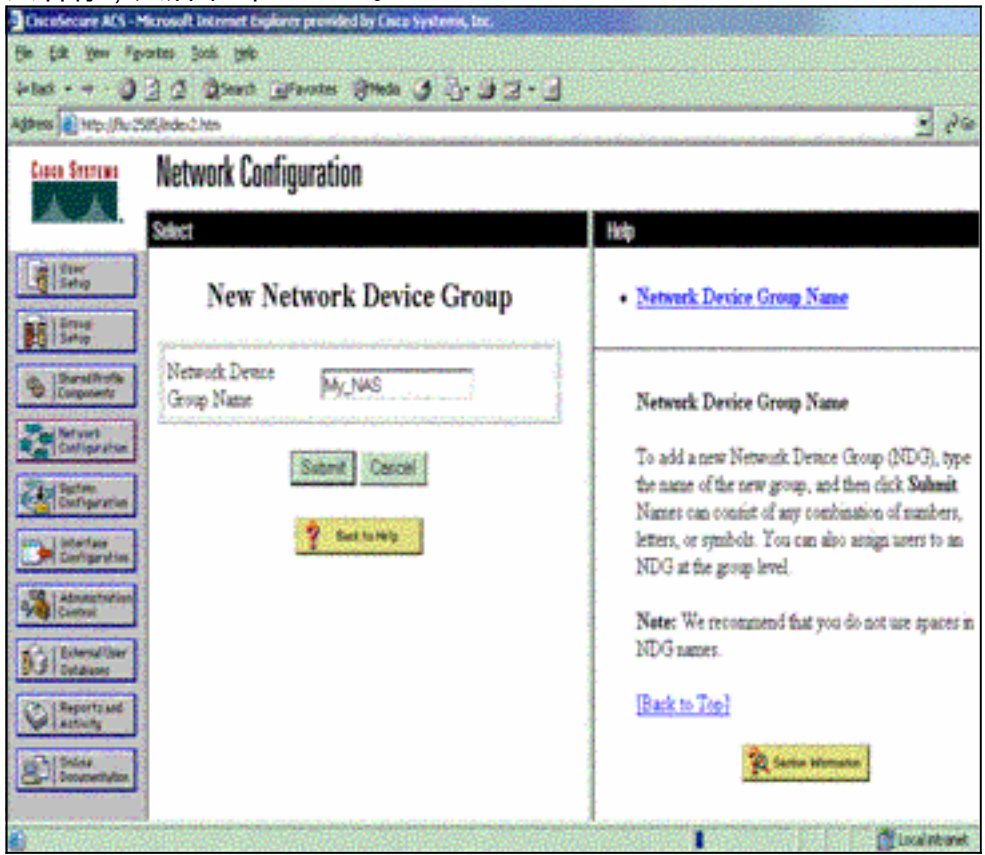 CiscoSecure ACS - Microsoft Internet Explorer provided by Cisco Systems, Inc.
File Edit View Favorites Tools Help
Back Search Favorites Media
Address
Go
CISCO SYSTEMS
Network Configuration
Select
Help
User
Setup
Group
Setup
Shared Profile
Components
Network
Configuration
System
Configuration
Interface
Configuration
Administration
Control
External User
Databases
Reports and
Activity
Online
Documentation
New Network Device Group
Network Device
Group Name
My_NAS
Submit Cancel
Back to Help
• Network Device Group Name
Network Device Group Name
To add a new Network Device Group (NDG), type
the name of the new group, and then click Submit.
Names can consist of any combination of numbers,
letters, or symbols. You can also assign users to an
NDG at the group level.
Note: We recommend that you do not use spaces in
NDG names.
[Back to Top]
Section Information
Local intranet